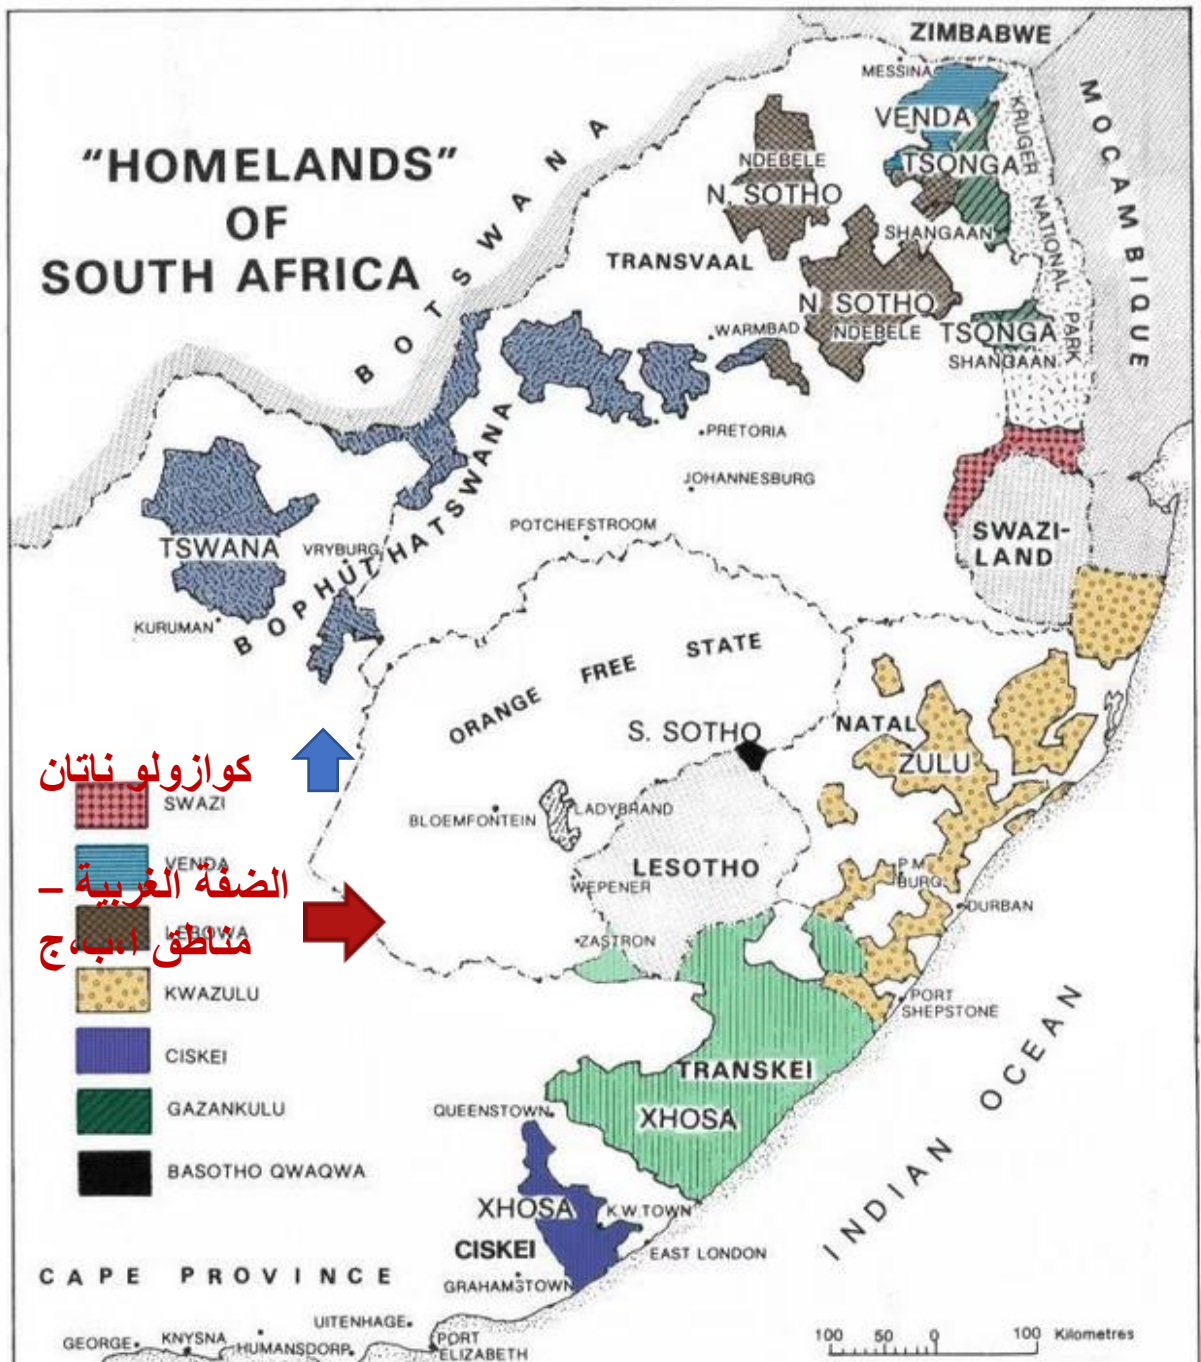 ZIMBABWE
MESSINA
MOCAMBIQUE
"HOMELANDS"
OF
SOUTH AFRICA
BOTSWANA
VENDA
KRUGER NATIONAL PARK
NDEBELE
TSONGA
N. SOTHO
SHANGAAN
TRANSVAAL
N SOTHO
NDEBELE
TSONGA
SHANGAAN
WARMBAD
PRETORIA
JOHANNESBURG
POTCHEFSTROOM
SWAZI-
LAND
TSWANA
VRYBURG
BOPHUTHATSWANA
KURUMAN
ORANGE FREE STATE
S. SOTHO
NATAL
ZULU
كوازولو ناتان
SWAZI
BLOEMFONTEIN
LADYBRAND
VENDA
الضفة الغربية –
LESOTHO
WEPENER
P.M.
BURG
DURBAN
LEBOWA
مناطق ا،ب،ج
ZASTRON
KWAZULU
PORT
SHEPSTONE
CISKEI
TRANSKEI
GAZANKULU
QUEENSTOWN
XHOSA
INDIAN OCEAN
BASOTHO QWAQWA
XHOSA
K.W.TOWN
CISKEI
EAST LONDON
CAPE PROVINCE
GRAHAMSTOWN
UITENHAGE
GEORGE
KNYSNA
HUMANSDORP
PORT
ELIZABETH
100 50 0 100 Kilometres